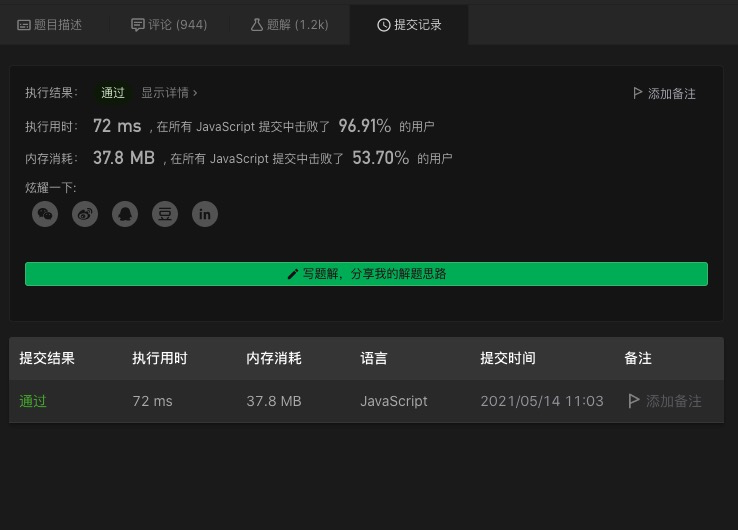 题目描述 评论 (944) 题解 (1.2k) 提交记录
执行结果： 通过 显示详情 › 添加备注
执行用时： 72 ms , 在所有 JavaScript 提交中击败了 96.91% 的用户
内存消耗： 37.8 MB , 在所有 JavaScript 提交中击败了 53.70% 的用户
炫耀一下:
豆 in
写题解，分享我的解题思路
提交结果 执行用时 内存消耗 语言 提交时间 备注
通过 72 ms 37.8 MB JavaScript 2021/05/14 11:03 添加备注